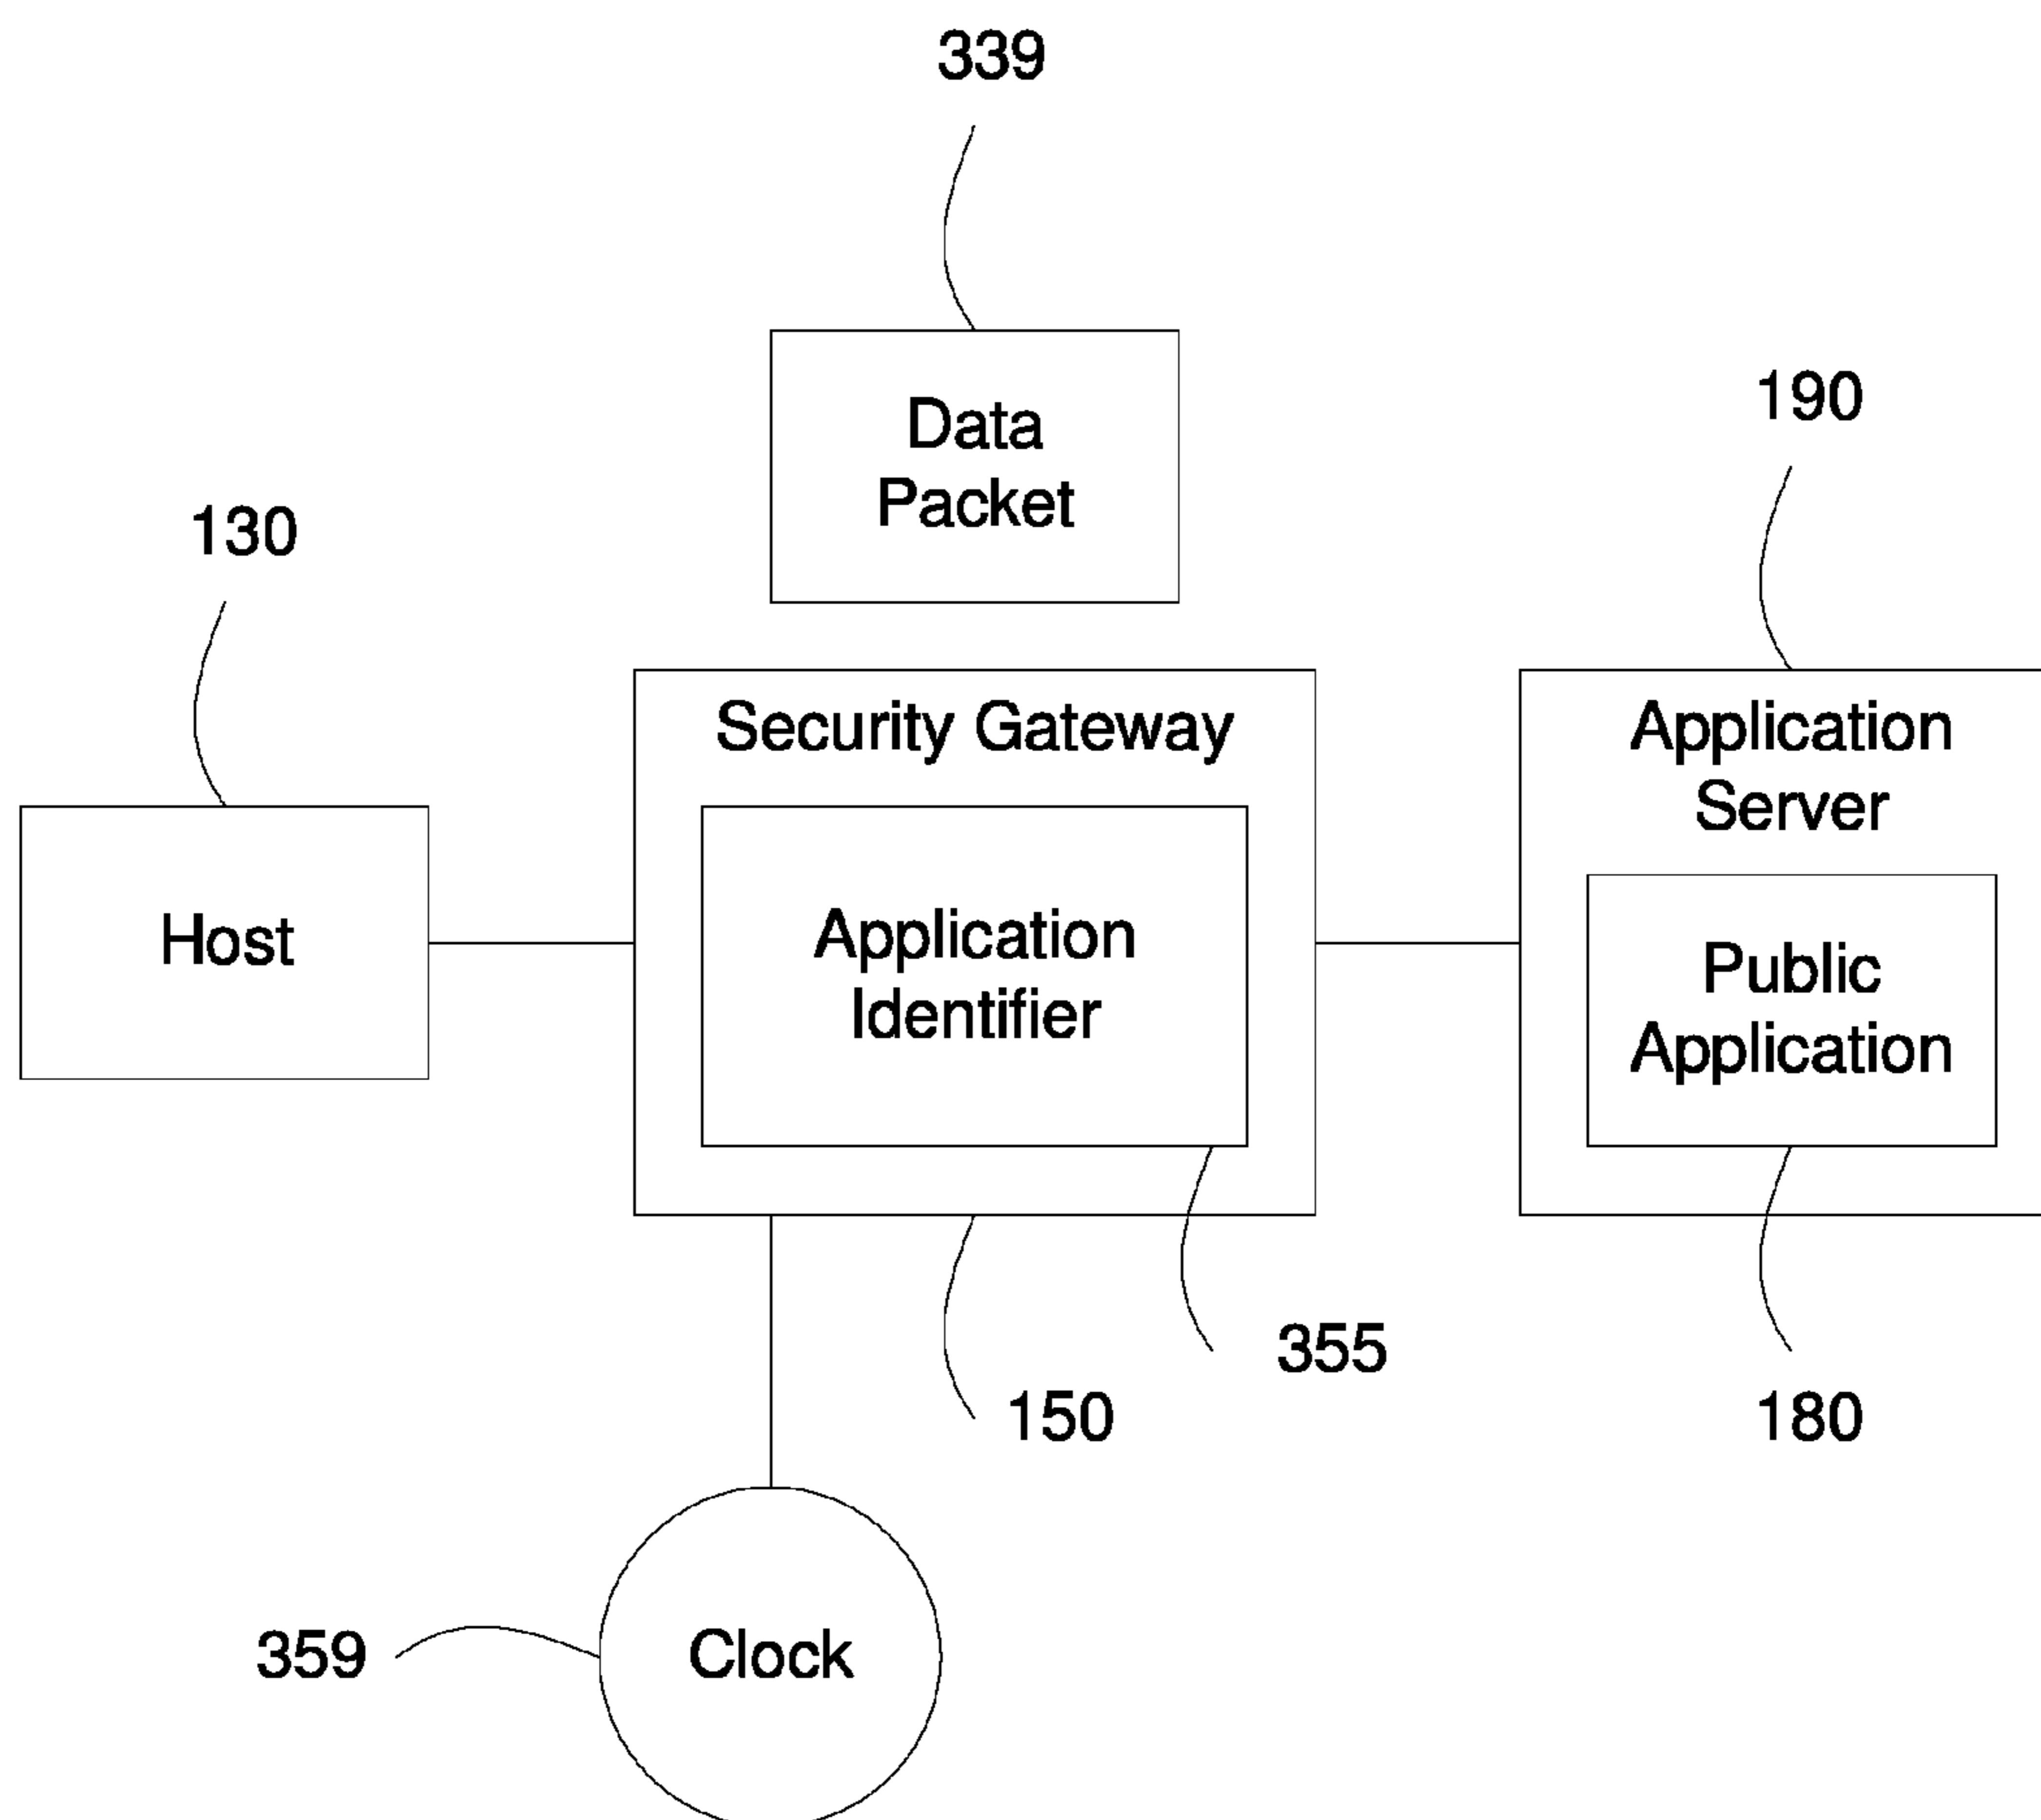 339
Data
Packet
190
130
Security Gateway
Application
Server
Host
Application
Identifier
Public
Application
355
150
180
359
Clock